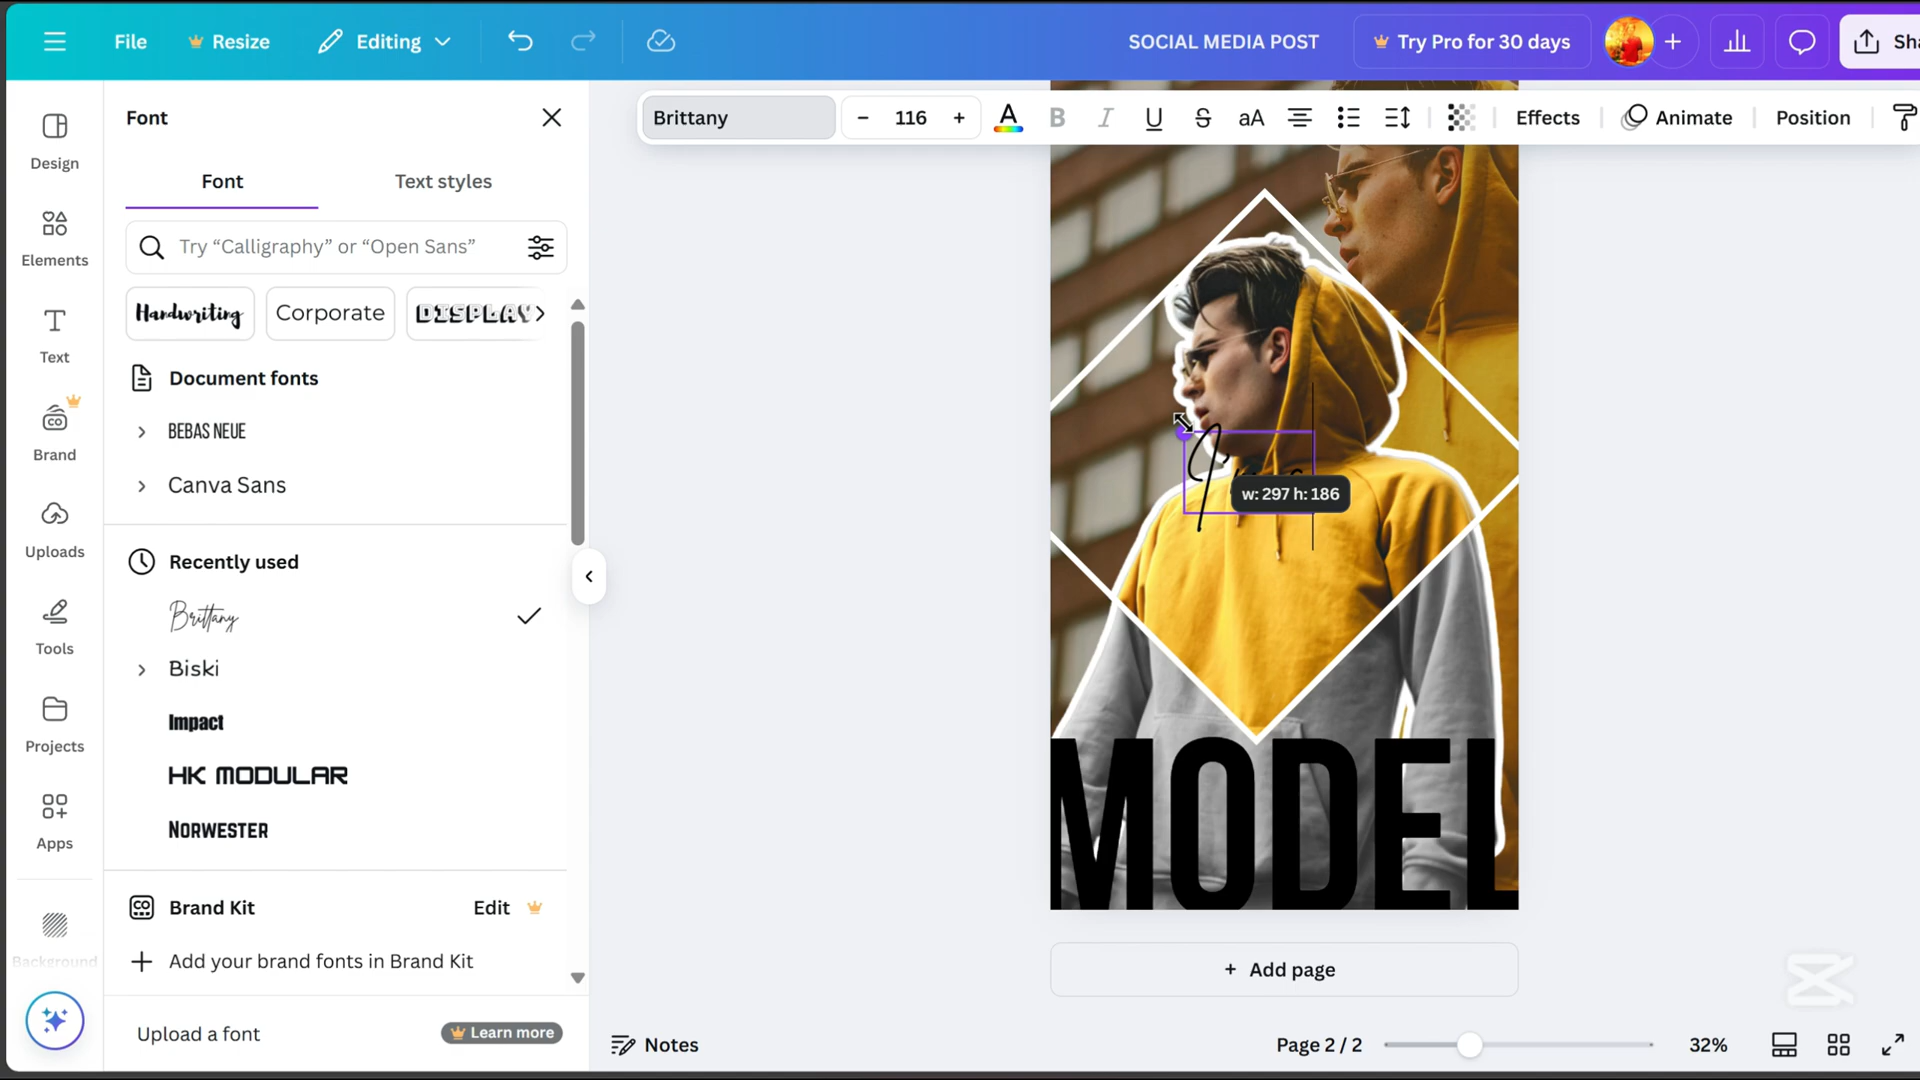 File
Resize
Editing
SOCIAL MEDIA POST
Try Pro for 30 days
Font
Brittany
– 116 +
A B I U S aA
Effects
Animate
Position
Design
Elements
Text
Brand
Uploads
Tools
Projects
Apps
Background
Font
Text styles
Try “Calligraphy” or “Open Sans”
Handwriting
Corporate
DISPLAY
Document fonts
BEBAS NEUE
Canva Sans
Recently used
Brittany
Biski
Impact
HK MODULAR
NORWESTER
Brand Kit
Edit
+ Add your brand fonts in Brand Kit
Upload a font
Learn more
w: 297 h: 186
MODEL
+ Add page
Notes
Page 2 / 2
32%